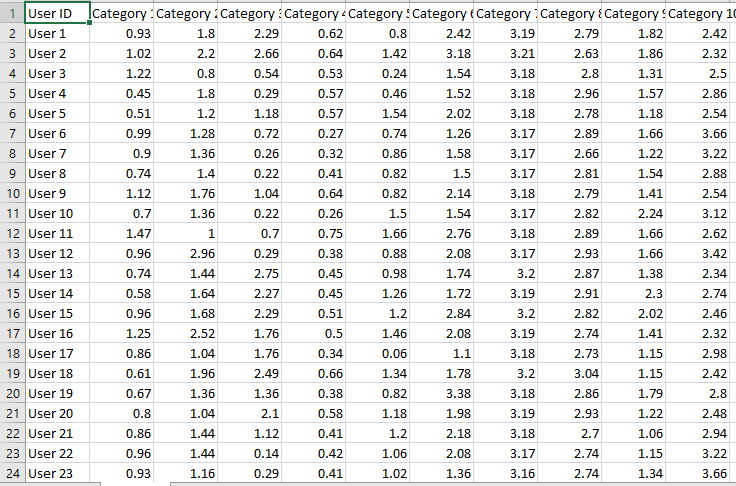 1 User ID Category Category Category Category Category Category Category Category Category Category 10
2 User 1 0.93 1.8 2.29 0.62 0.8 2.42 3.19 2.79 1.82 2.42
3 User 2 1.02 2.2 2.66 0.64 1.42 3.18 3.21 2.63 1.86 2.32
4 User 3 1.22 0.8 0.54 0.53 0.24 1.54 3.18 2.8 1.31 2.5
5 User 4 0.45 1.8 0.29 0.57 0.46 1.52 3.18 2.96 1.57 2.86
6 User 5 0.51 1.2 1.18 0.57 1.54 2.02 3.18 2.78 1.18 2.54
7 User 6 0.99 1.28 0.72 0.27 0.74 1.26 3.17 2.89 1.66 3.66
8 User 7 0.9 1.36 0.26 0.32 0.86 1.58 3.17 2.66 1.22 3.22
9 User 8 0.74 1.4 0.22 0.41 0.82 1.5 3.17 2.81 1.54 2.88
10 User 9 1.12 1.76 1.04 0.64 0.82 2.14 3.18 2.79 1.41 2.54
11 User 10 0.7 1.36 0.22 0.26 1.5 1.54 3.17 2.82 2.24 3.12
12 User 11 1.47 1 0.7 0.75 1.66 2.76 3.18 2.89 1.66 2.62
13 User 12 0.96 2.96 0.29 0.38 0.88 2.08 3.17 2.93 1.66 3.42
14 User 13 0.74 1.44 2.75 0.45 0.98 1.74 3.2 2.87 1.38 2.34
15 User 14 0.58 1.64 2.27 0.45 1.26 1.72 3.19 2.91 2.3 2.74
16 User 15 0.96 1.68 2.29 0.51 1.2 2.84 3.2 2.82 2.02 2.46
17 User 16 1.25 2.52 1.76 0.5 1.46 2.08 3.19 2.74 1.41 2.32
18 User 17 0.86 1.04 1.76 0.34 0.06 1.1 3.18 2.73 1.15 2.98
19 User 18 0.61 1.96 2.49 0.66 1.34 1.78 3.2 3.04 1.15 2.42
20 User 19 0.67 1.36 1.36 0.38 0.82 3.38 3.18 2.86 1.79 2.8
21 User 20 0.8 1.04 2.1 0.58 1.18 1.98 3.19 2.93 1.22 2.48
22 User 21 0.86 1.44 1.12 0.41 1.2 2.18 3.18 2.7 1.06 2.94
23 User 22 0.96 1.44 0.14 0.42 1.06 2.08 3.17 2.74 1.15 3.22
24 User 23 0.93 1.16 0.29 0.41 1.02 1.36 3.16 2.74 1.34 3.66